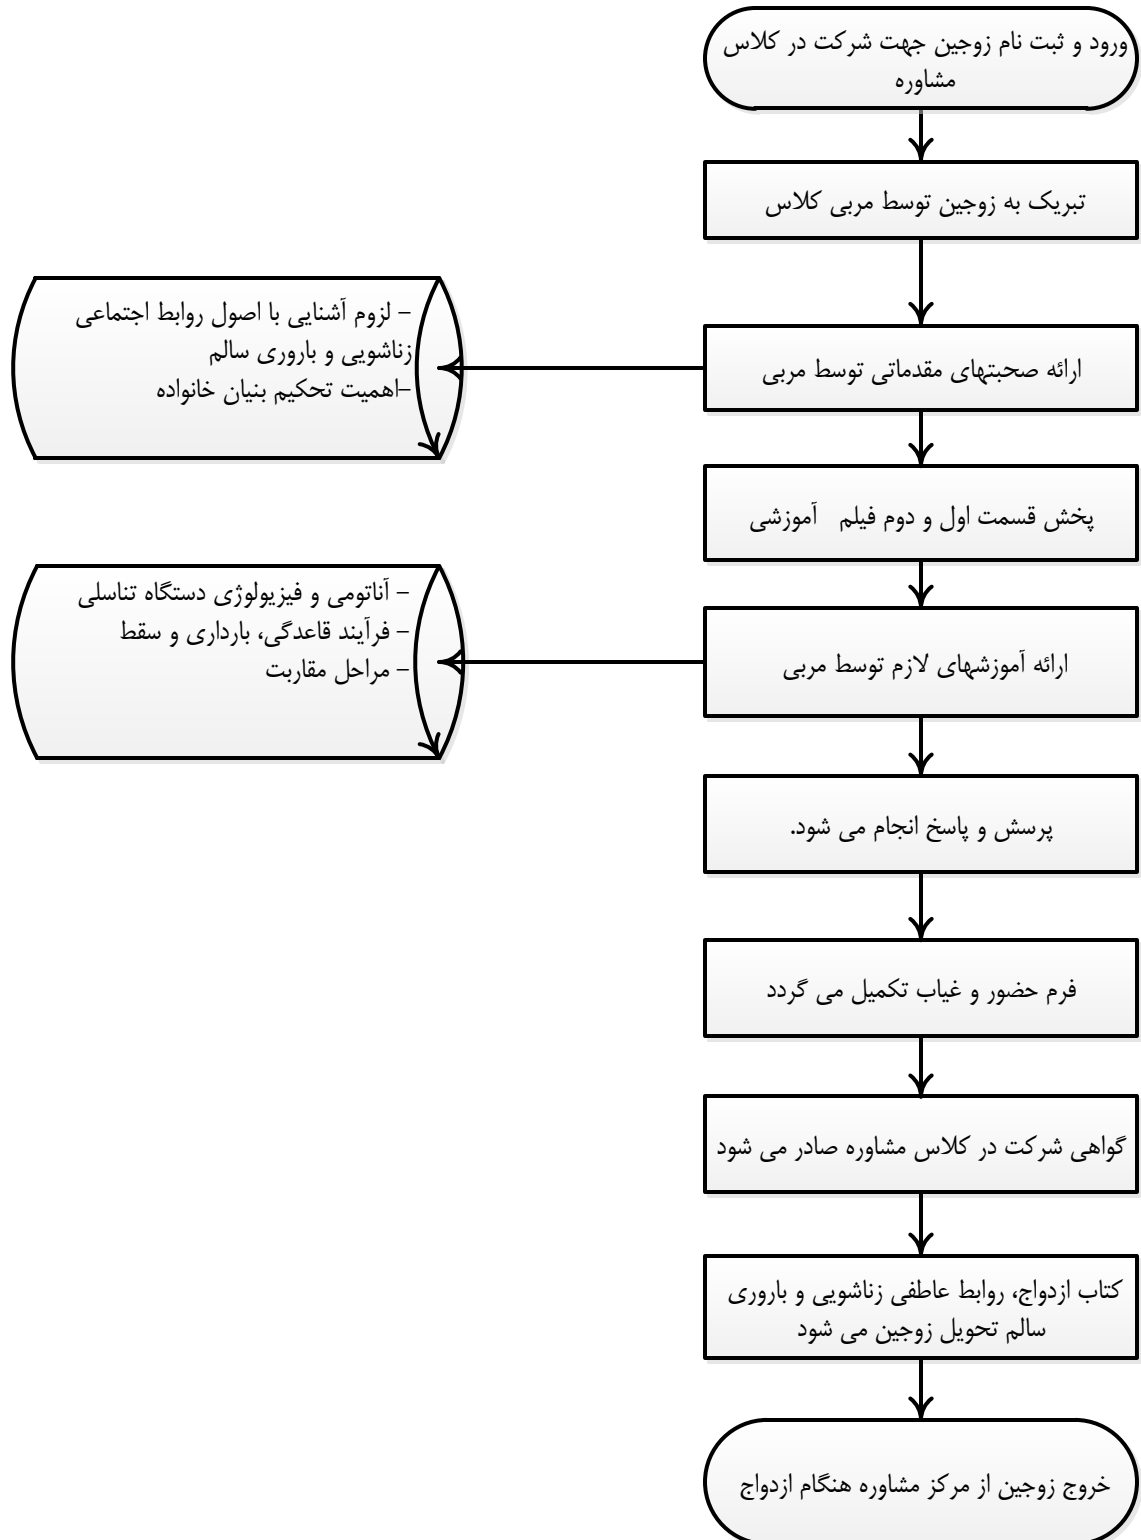 ورود و ثبت نام زوجین جهت شرکت در کلاس
مشاوره
تبریک به زوجین توسط مربی کلاس
ارائه صحبتهای مقدماتی توسط مربی
– لزوم آشنایی با اصول روابط اجتماعی
زناشویی و باروری سالم
–اهمیت تحکیم بنیان خانواده
پخش قسمت اول و دوم فیلم آموزشی
ارائه آموزشهای لازم توسط مربی
– آناتومی و فیزیولوژی دستگاه تناسلی
– فرآیند قاعدگی، بارداری و سقط
– مراحل مقاربت
پرسش و پاسخ انجام می شود.
فرم حضور و غیاب تکمیل می گردد
گواهی شرکت در کلاس مشاوره صادر می شود
کتاب ازدواج، روابط عاطفی زناشویی و باروری
سالم تحویل زوجین می شود
خروج زوجین از مرکز مشاوره هنگام ازدواج